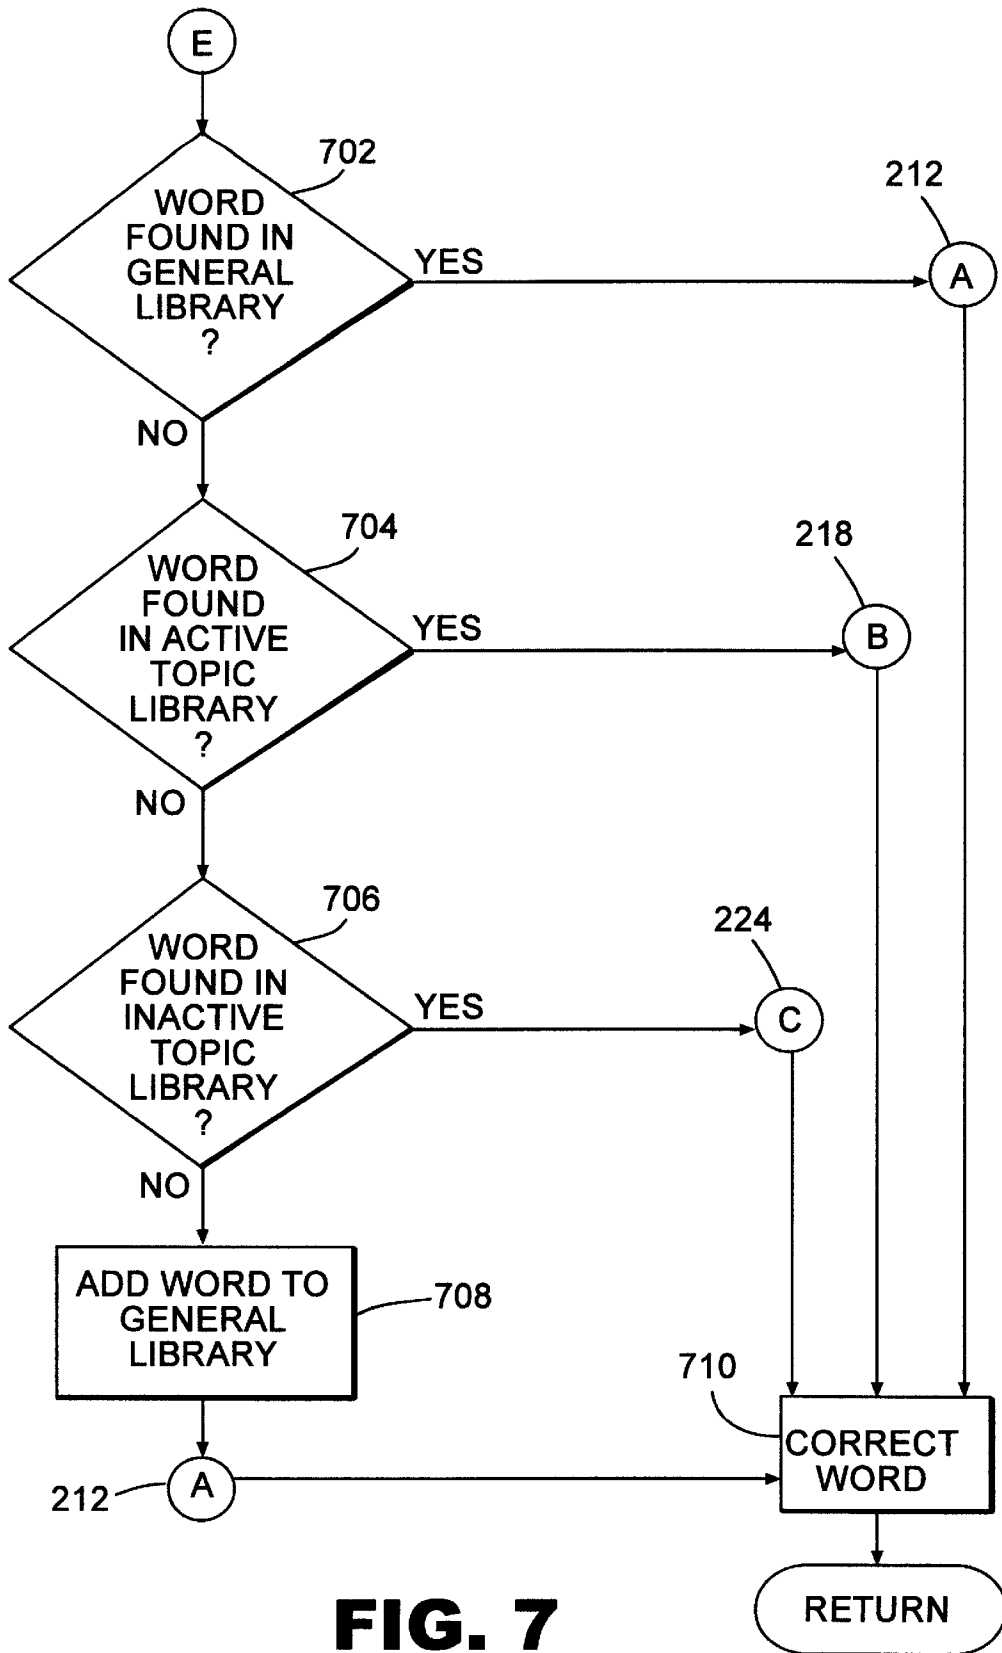 E
702
WORD
FOUND IN
GENERAL
LIBRARY
?
YES
212
A
NO
704
WORD
FOUND
IN ACTIVE
TOPIC
LIBRARY
?
YES
218
B
NO
706
WORD
FOUND IN
INACTIVE
TOPIC
LIBRARY
?
YES
224
C
NO
ADD WORD TO
GENERAL
LIBRARY
708
212
A
710
CORRECT
WORD
RETURN
FIG. 7